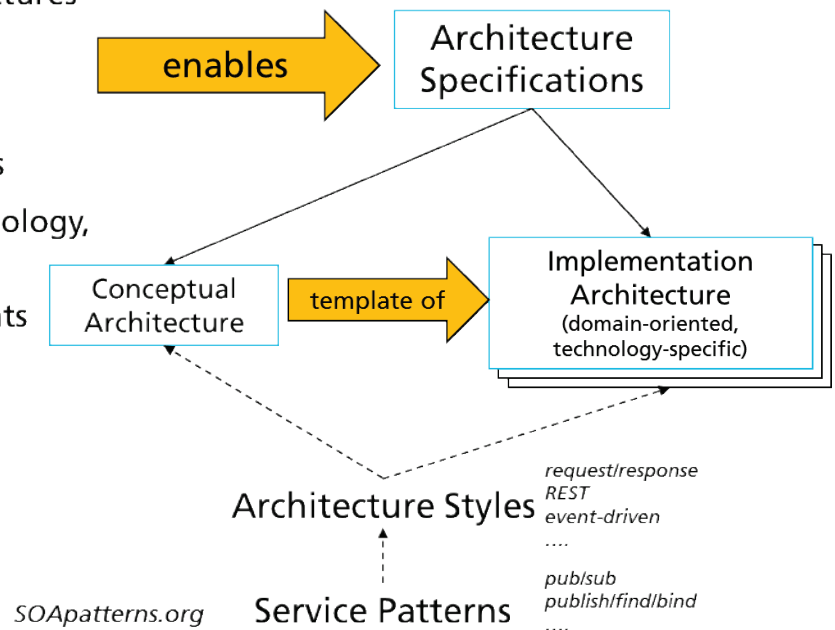 enables
Architecture
Specifications
ology,
Conceptual
Architecture
template of
Implementation
Architecture
(domain-oriented,
technology-specific)
Architecture Styles
request/response
REST
event-driven
....
Service Patterns
pub/sub
publish/find/bind
....
SOApatterns.org